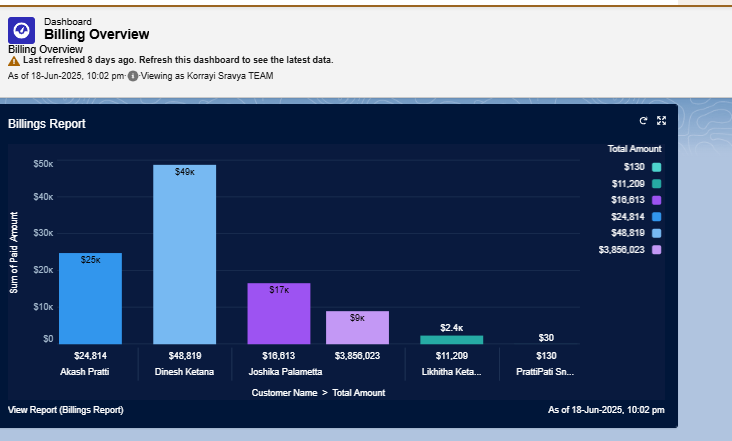 Dashboard
Billing Overview
Billing Overview
Last refreshed 8 days ago. Refresh this dashboard to see the latest data.
As of 18-Jun-2025, 10:02 pm·Viewing as Korrayi Sravya TEAM
Billings Report
Total Amount
$130
$11,209
$16,613
$24,814
$48,819
$3,856,023
Sum of Paid Amount
$50K
$40K
$30K
$20K
$10K
$0
$25K
$49K
$17K
$9K
$2.4K
$30
$24,814 $48,819 $16,613 $3,856,023 $11,209 $130
Akash Pratti Dinesh Ketana Joshika Palametta Likhitha Keta... PrattiPati Sn...
Customer Name > Total Amount
View Report (Billings Report) As of 18-Jun-2025, 10:02 pm